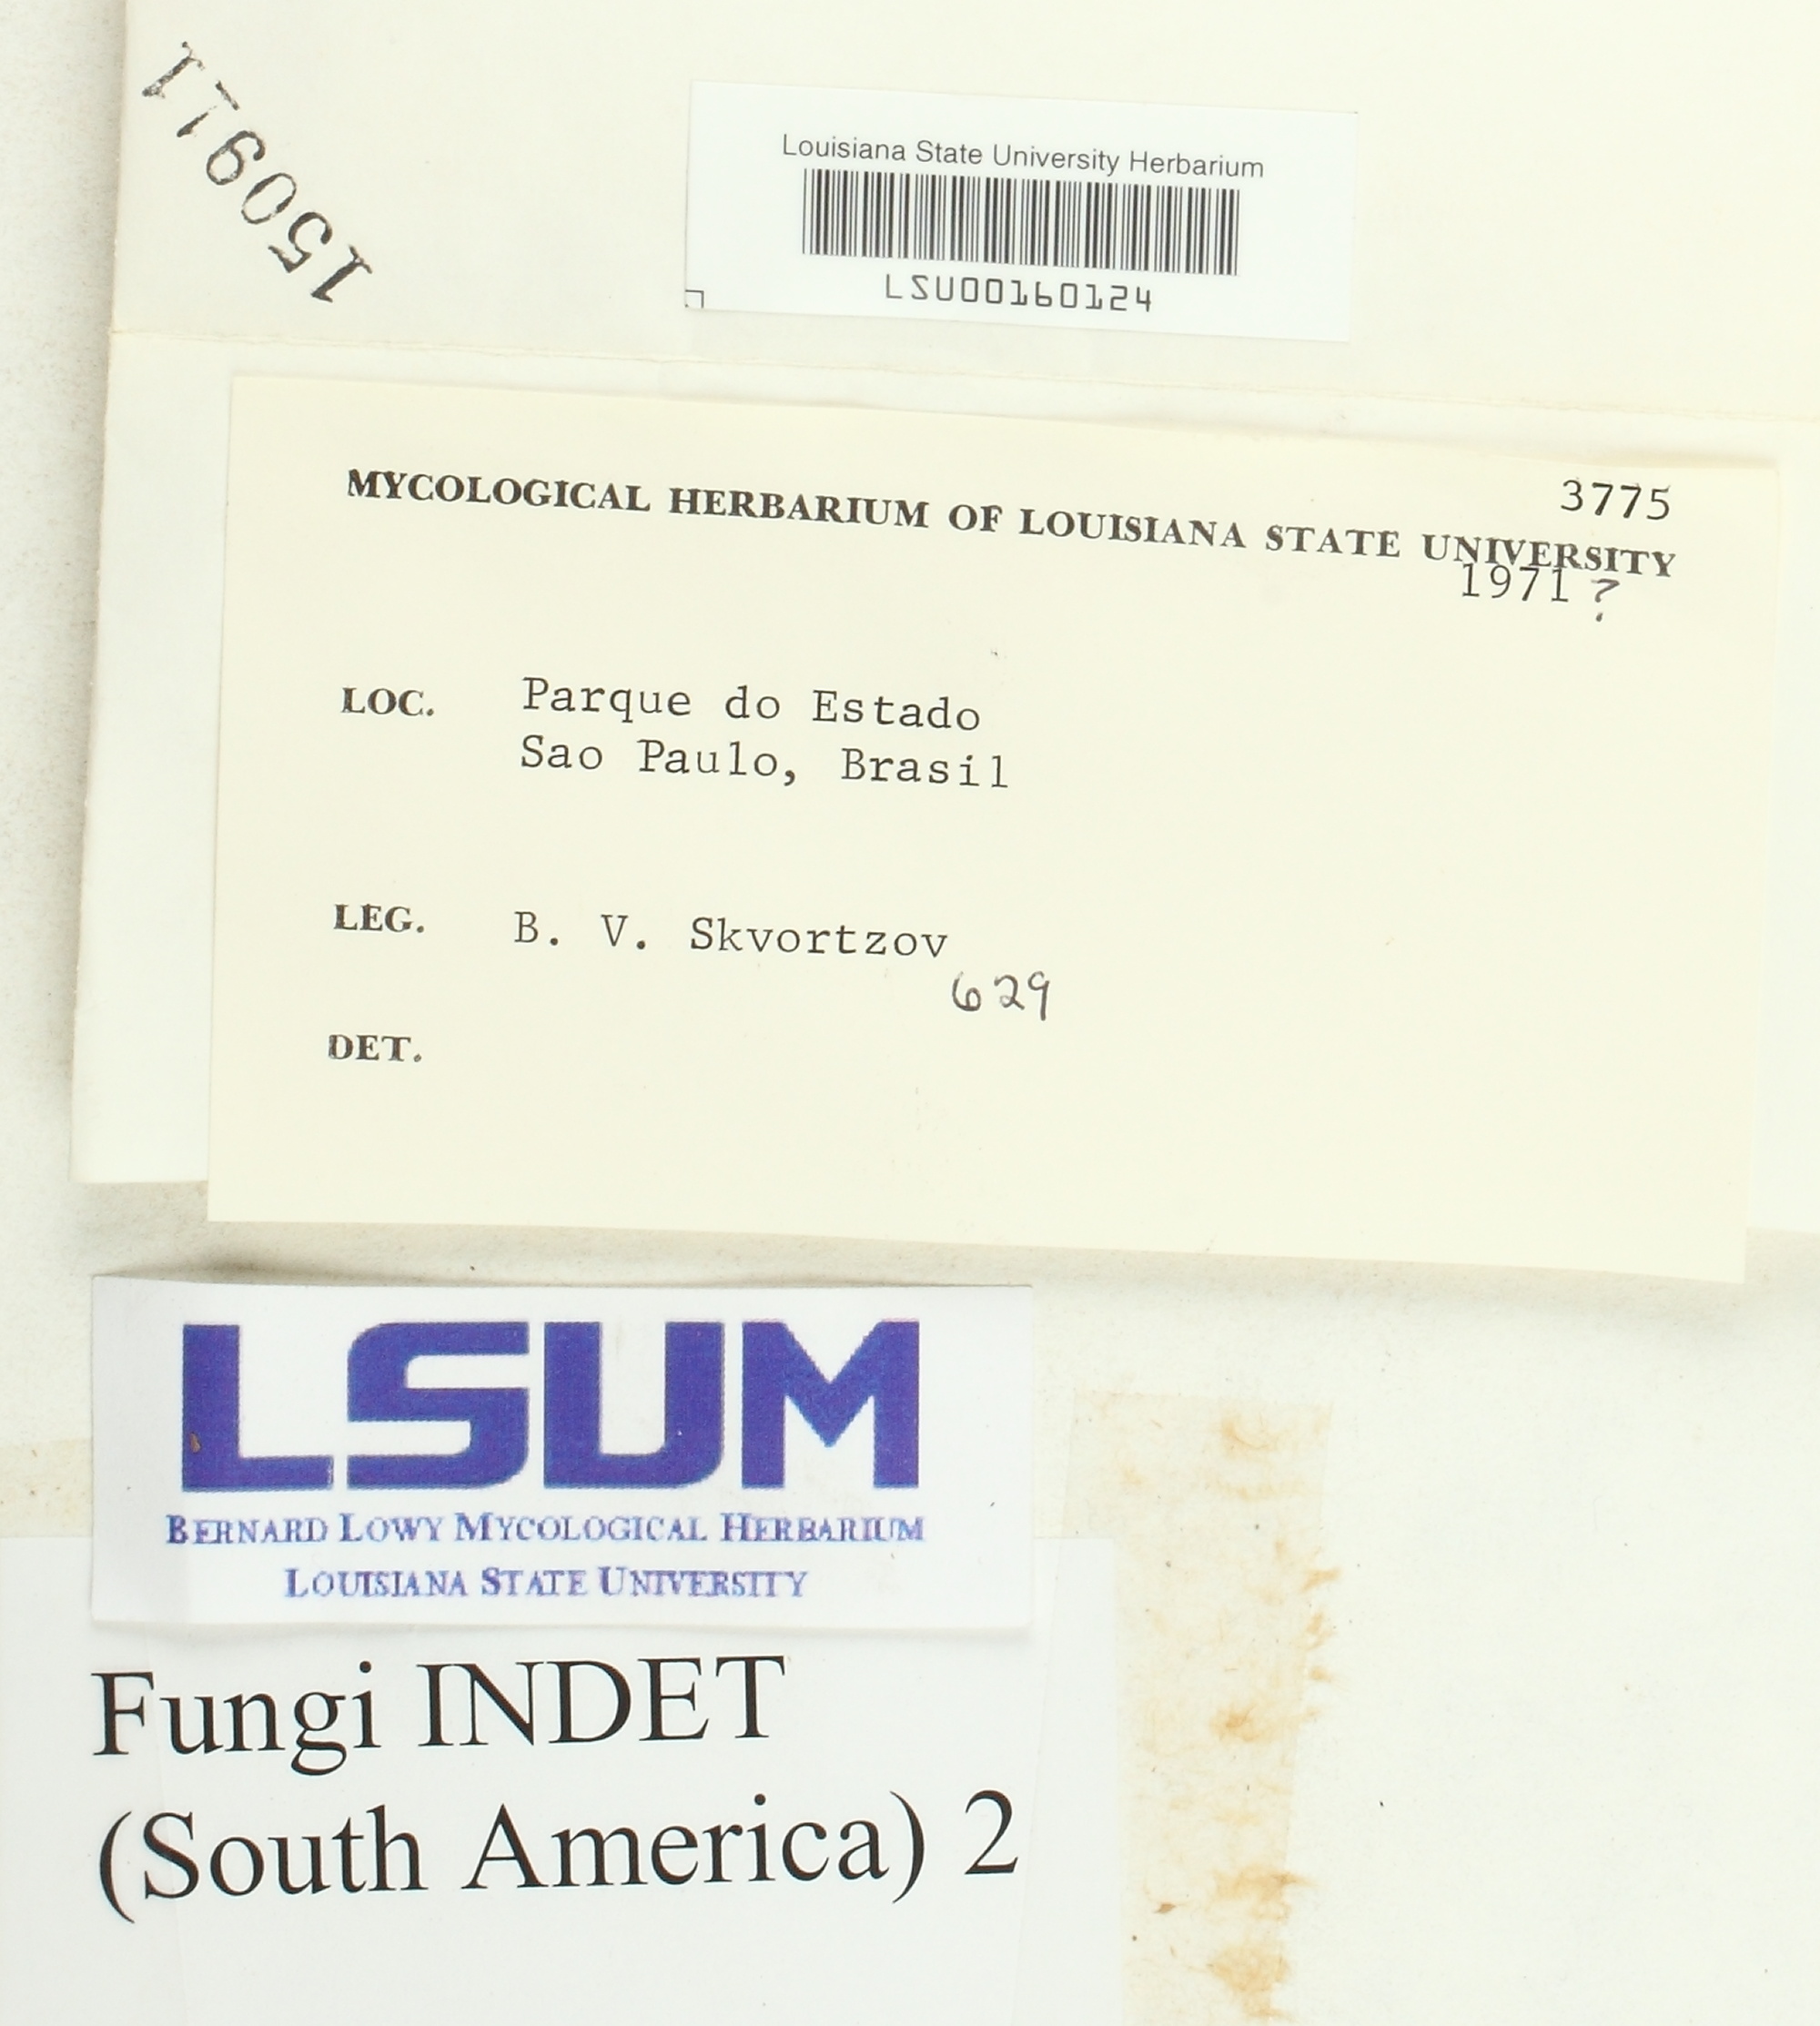 150911
Louisiana State University Herbarium
LSU00160124
3775
MYCOLOGICAL HERBARIUM OF LOUISIANA STATE UNIVERSITY
1971 ?
LOC. Parque do Estado
Sao Paulo, Brasil
LEG. B. V. Skvortzov
629
DET.
LSUM
BERNARD LOWY MYCOLOGICAL HERBARIUM
LOUISIANA STATE UNIVERSITY
Fungi INDET
(South America) 2